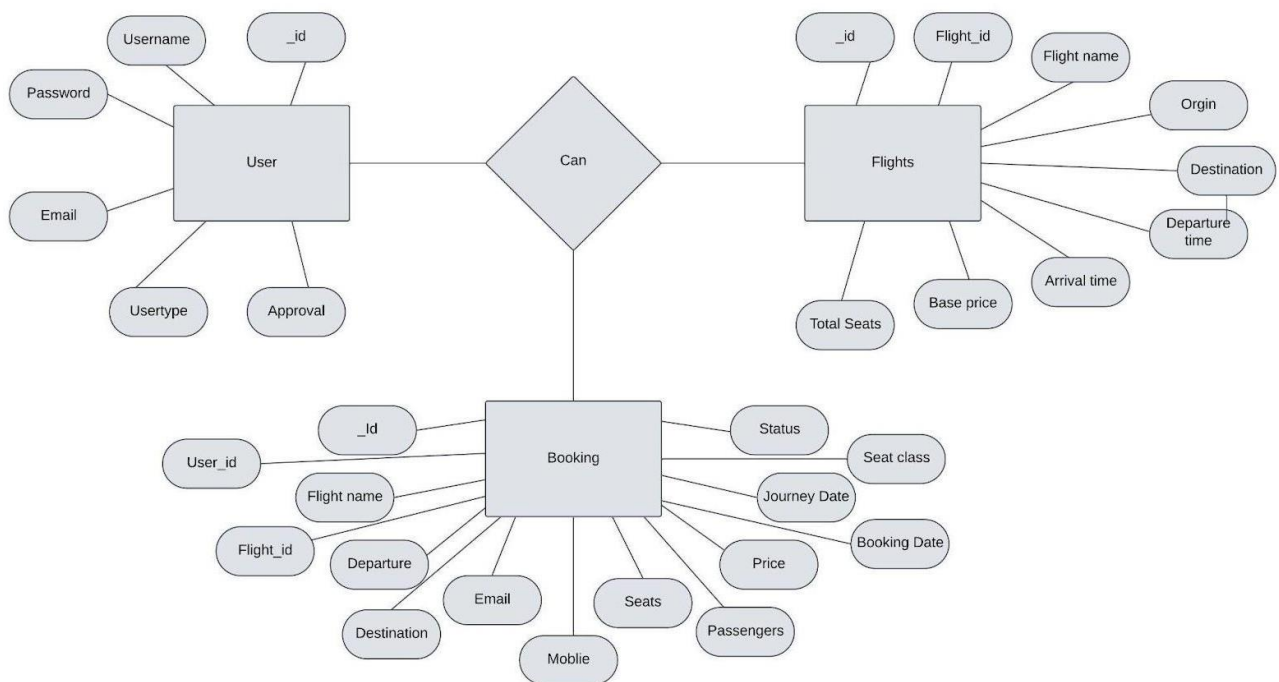 Username
_id
Password
User
Email
Usertype
Approval
Can
_id
Flight_id
Flight name
Orgin
Destination
Departure
time
Arrival time
Base price
Total Seats
Flights
_Id
User_id
Flight name
Flight_id
Departure
Destination
Email
Moblie
Seats
Passengers
Price
Booking Date
Journey Date
Seat class
Status
Booking